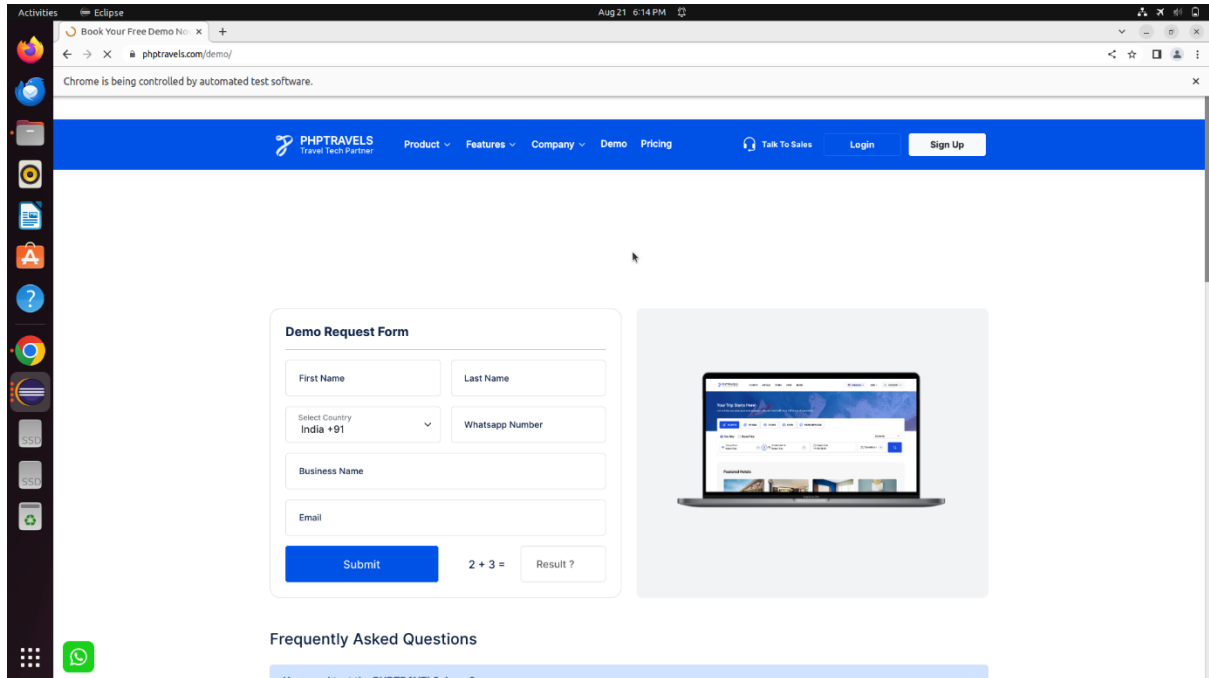 Activities Eclipse Aug 21 6:14 PM
Book Your Free Demo No
phptravels.com/demo/
Chrome is being controlled by automated test software.
PHPTRAVELS
Travel Tech Partner
Product Features Company Demo Pricing Talk To Sales Login Sign Up
Demo Request Form
First Name Last Name
Select Country
India +91
Whatsapp Number
Business Name
Email
Submit 2 + 3 = Result ?
Frequently Asked Questions
SSD
SSD